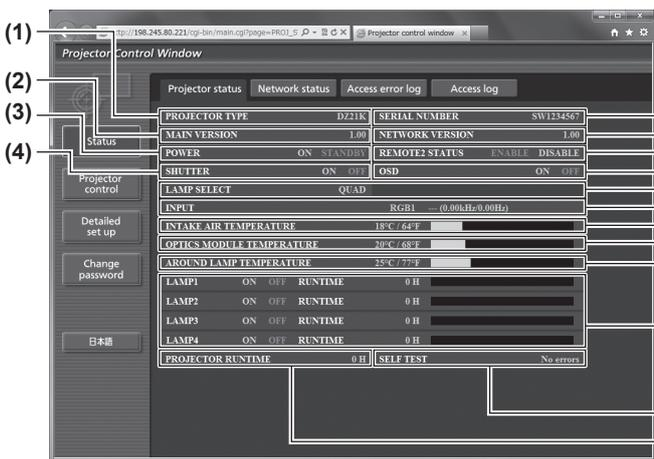 (1)
(2)
(3)
(4)
tp://198.245.80.221/cgi-bin/main.cgi?page=PROJ_S
Projector control window
Projector Control Window
Projector status Network status Access error log Access log
Status
Projector control
Detailed set up
Change password
日本語
PROJECTOR TYPE DZ21K SERIAL NUMBER SW1234567
MAIN VERSION 1.00 NETWORK VERSION 1.00
POWER ON STANDBY REMOTE2 STATUS ENABLE DISABLE
SHUTTER ON OFF OSD ON OFF
LAMP SELECT QUAD
INPUT RGB1 --- (0.00kHz/0.00Hz)
INTAKE AIR TEMPERATURE 18°C / 64°F
OPTICS MODULE TEMPERATURE 20°C / 68°F
AROUND LAMP TEMPERATURE 25°C / 77°F
LAMP1 ON OFF RUNTIME 0 H
LAMP2 ON OFF RUNTIME 0 H
LAMP3 ON OFF RUNTIME 0 H
LAMP4 ON OFF RUNTIME 0 H
PROJECTOR RUNTIME 0 H SELF TEST No errors